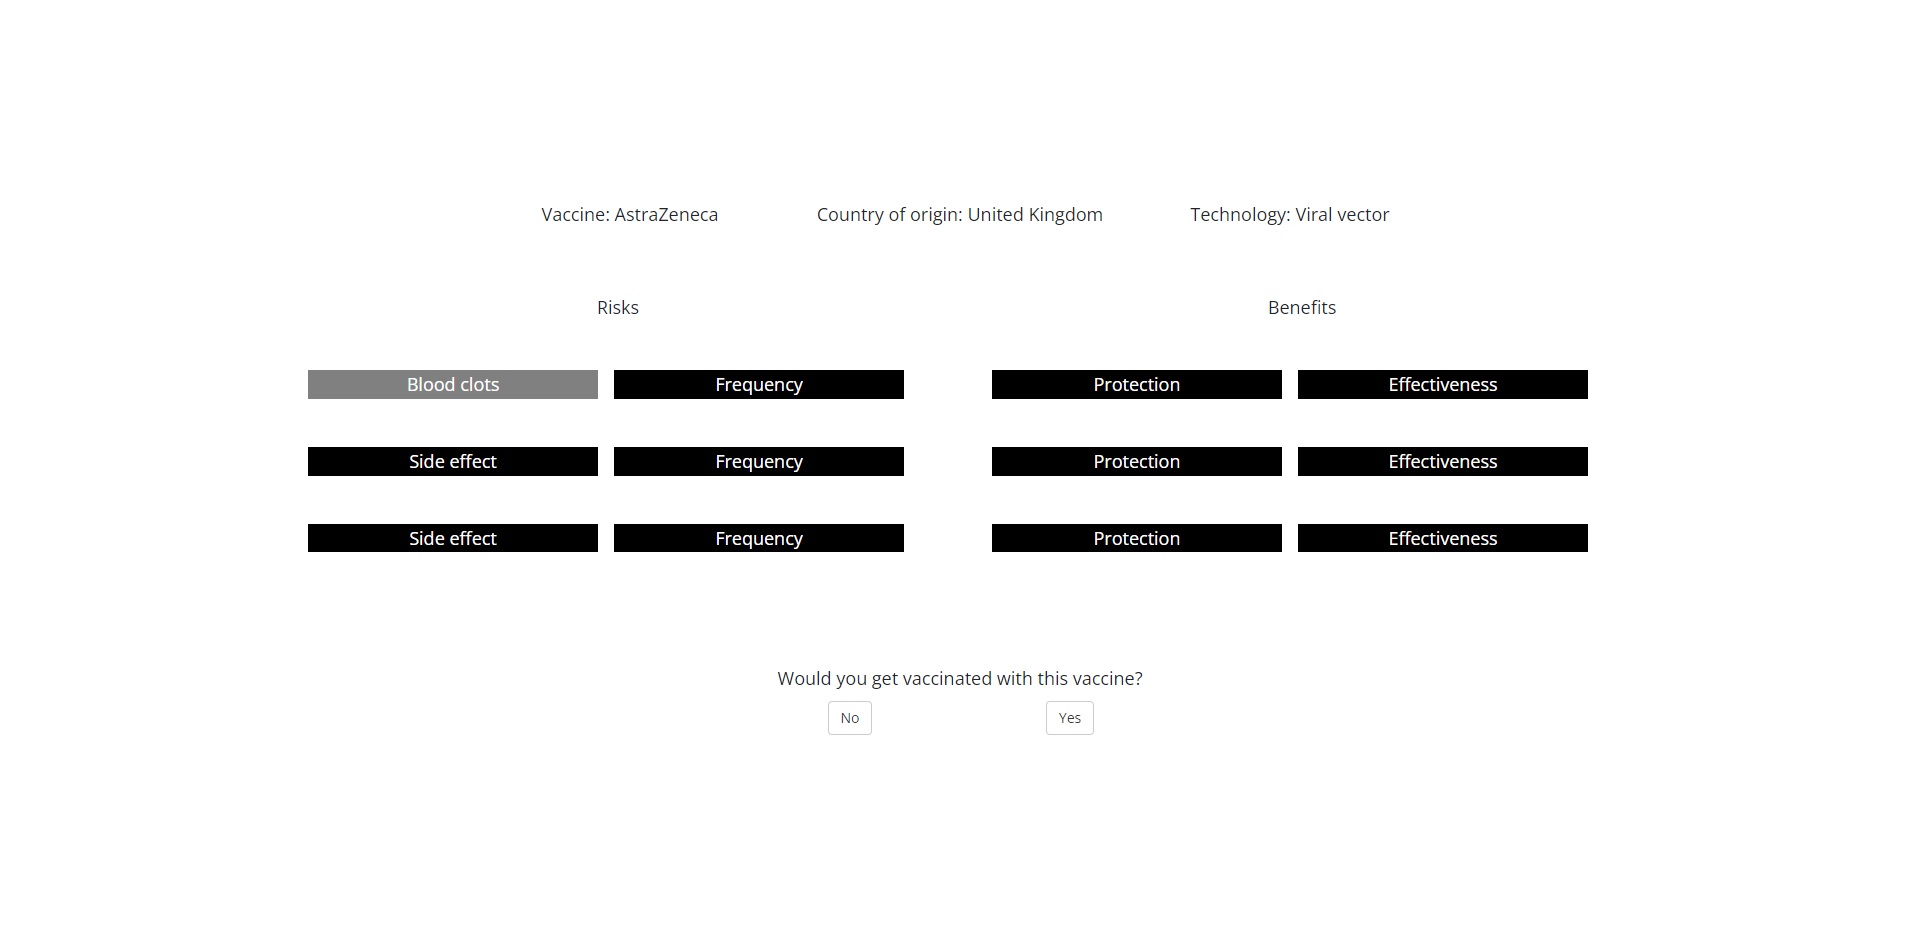 Vaccine: AstraZeneca Country of origin: United Kingdom Technology: Viral vector
Risks Benefits
Blood clots Frequency Protection Effectiveness
Side effect Frequency Protection Effectiveness
Side effect Frequency Protection Effectiveness
Would you get vaccinated with this vaccine?
No Yes